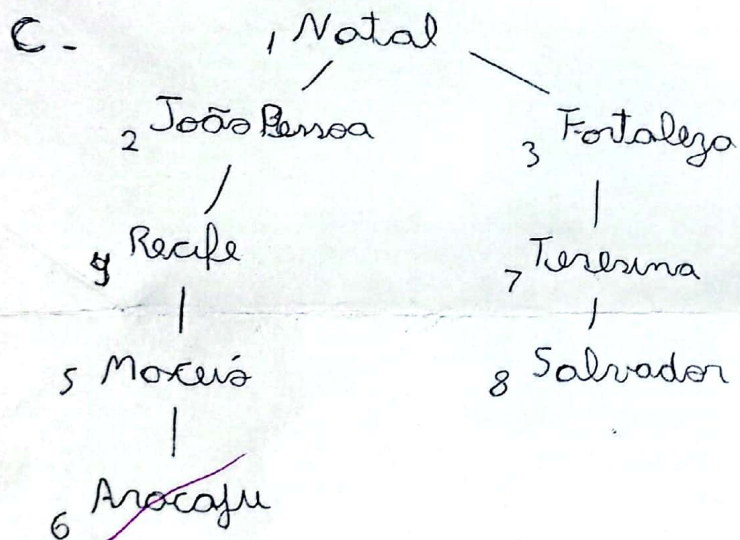 C - 1 Natal
2 João Pessoa 3 Fortaleza
4 Recife 7 Teresina
5 Maceió 8 Salvador
6 Aracaju